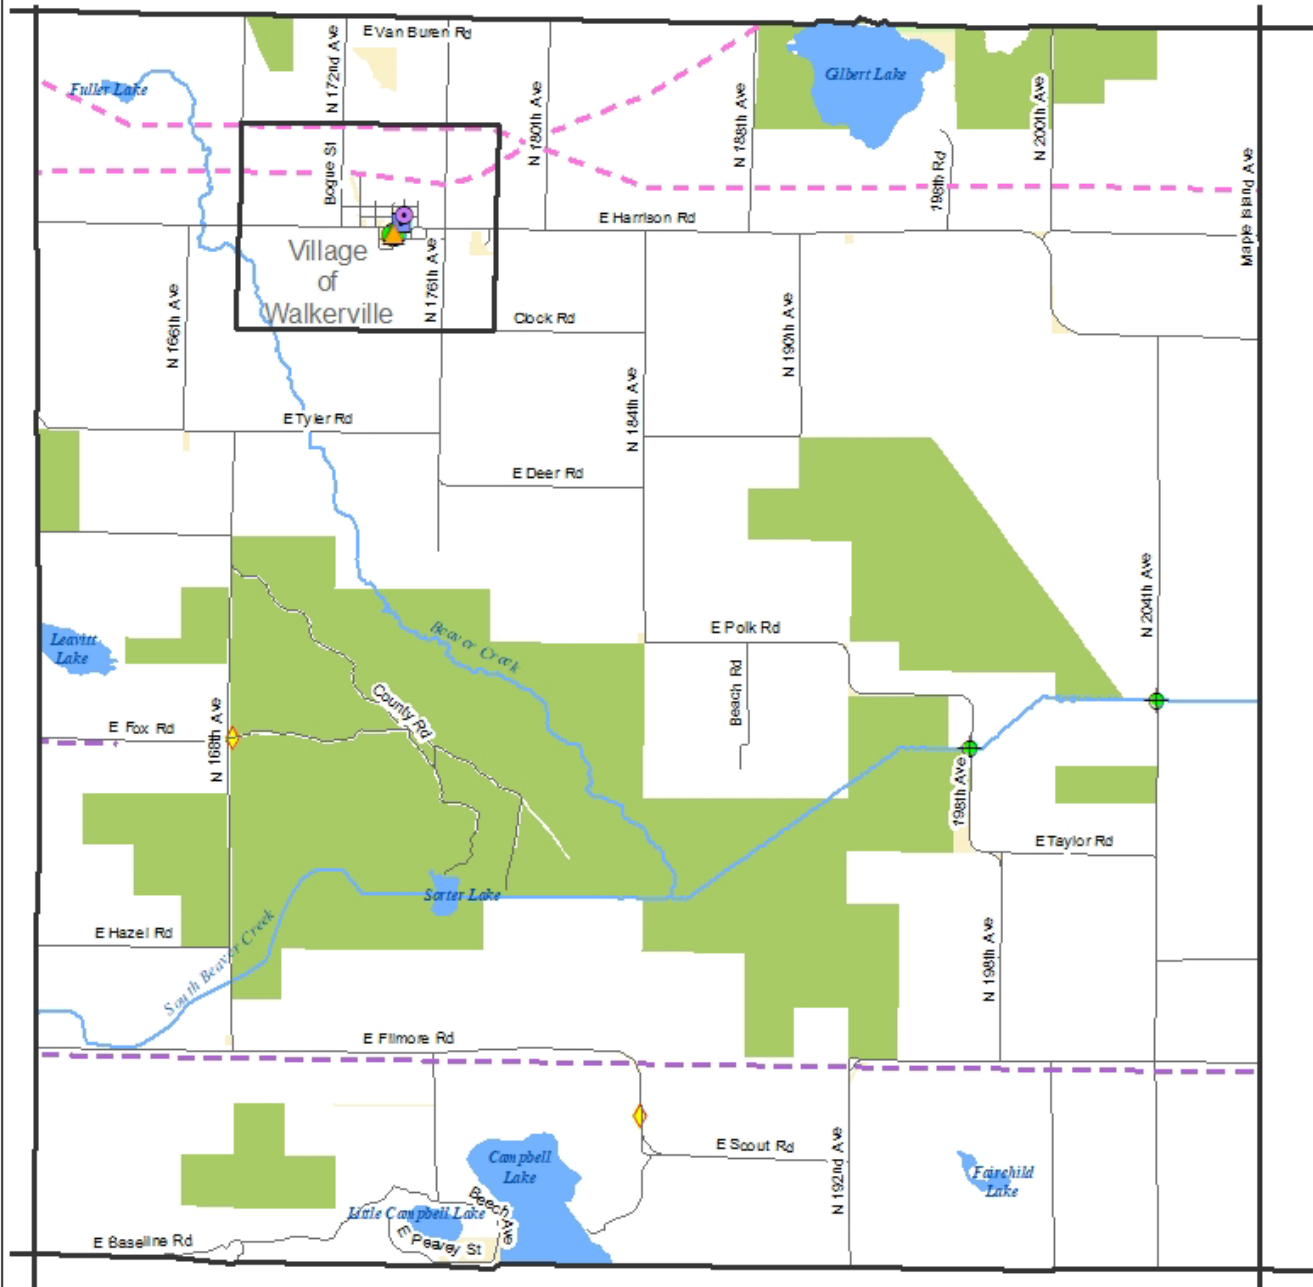 E Van Buren Rd
N 172nd Ave
Fuller Lake
Gilbert Lake
N 180th Ave
N 188th Ave
N 200th Ave
Bogue St
198th Rd
Maple Island Ave
E Harrison Rd
Village
of
Walkerville
N 176th Ave
N 166th Ave
Clock Rd
N 190th Ave
N 184th Ave
E Tyler Rd
E Deer Rd
N 204th Ave
Beaver Creek
E Polk Rd
Leavitt
Lake
Beach Rd
County Rd
E Fox Rd
N 168th Ave
198th Ave
E Taylor Rd
Sarter Lake
E Hazel Rd
South Beaver Creek
N 198th Ave
E Filmore Rd
E Scout Rd
Campbell
Lake
N 192nd Ave
Fairchild
Lake
Beech Ave
Little Campbell Lake
E Peavey St
E Baseline Rd